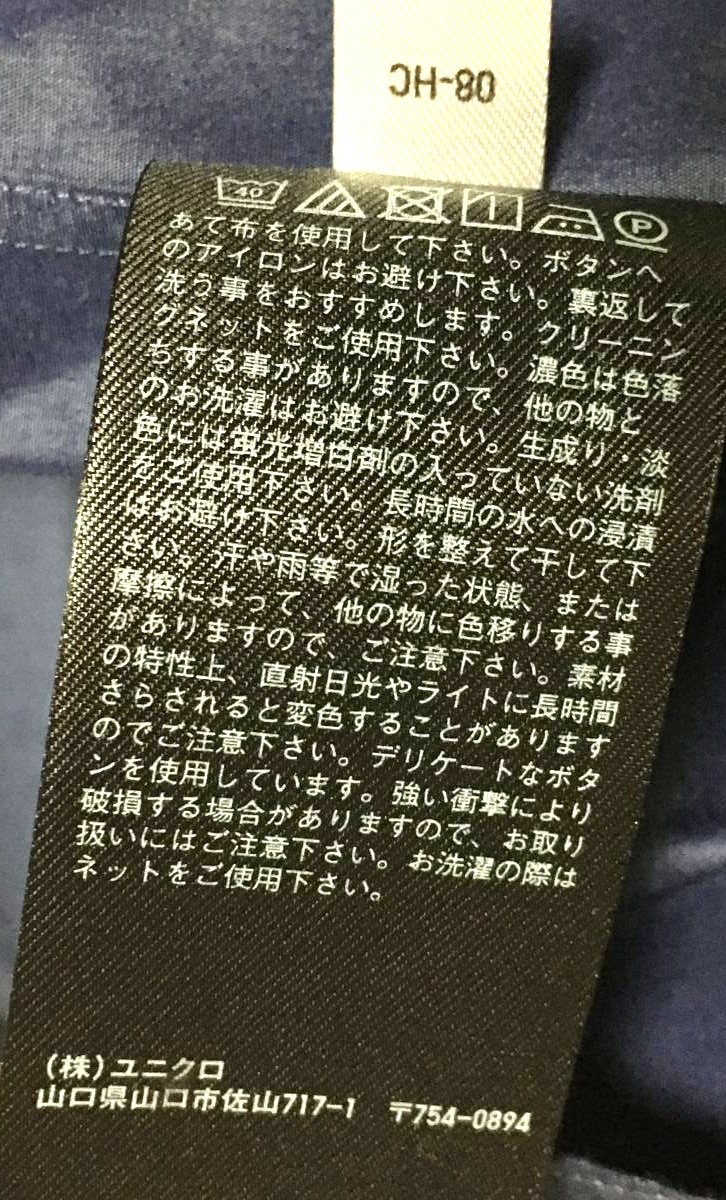 08-HC
40
P
あて布を使用して下さい。ボタンへ
のアイロンはお避け下さい。裏返して
洗う事をおすすめします。クリーニン
グネットをご使用下さい。濃色は色落
ちする事がありますので、他の物と
のお洗濯はお避け下さい。生成り・淡
色には蛍光増白剤の入っていない洗剤
をご使用下さい。長時間の水への浸漬
はお避け下さい。形を整えて干して下
さい。汗や雨等で湿った状態、または
摩擦によって、他の物に色移りする事
がありますので、ご注意下さい。素材
の特性上、直射日光やライトに長時間
さらされると変色することがあります
のでご注意下さい。デリケートなボタ
ンを使用しています。強い衝撃により
破損する場合がありますので、お取り
扱いにはご注意下さい。お洗濯の際は
ネットをご使用下さい。
(株)ユニクロ
山口県山口市佐山717-1 〒754-0894